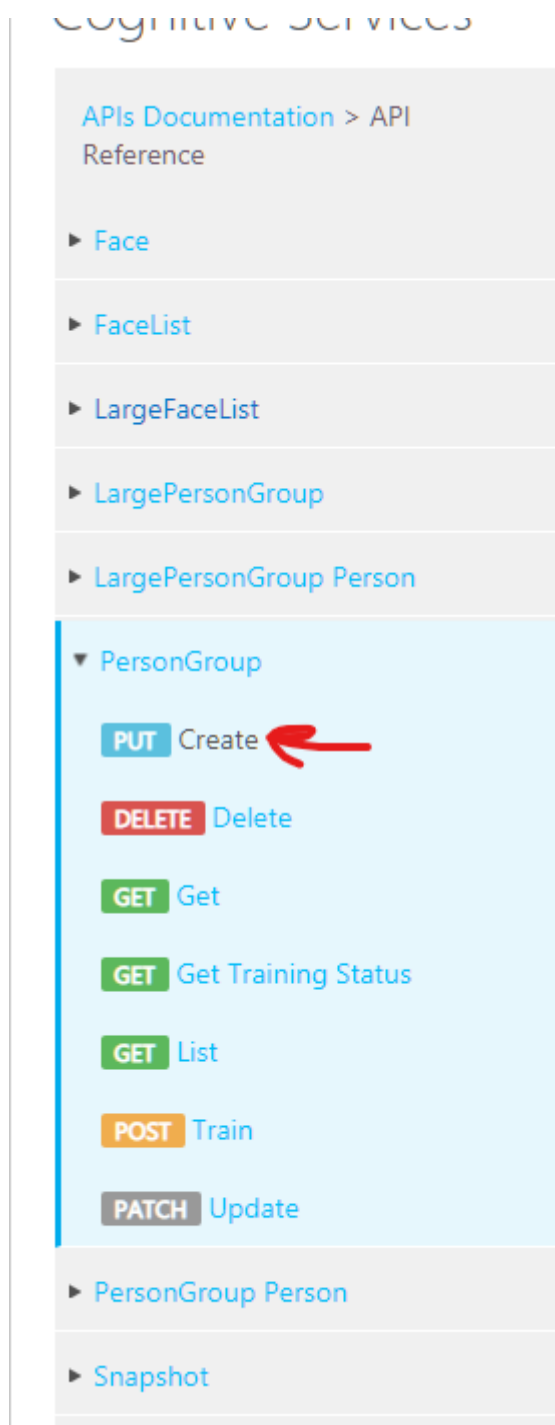 Cognitive Services
APIs Documentation > API
Reference
Face
FaceList
LargeFaceList
LargePersonGroup
LargePersonGroup Person
PersonGroup
PUT Create
DELETE Delete
GET Get
GET Get Training Status
GET List
POST Train
PATCH Update
PersonGroup Person
Snapshot